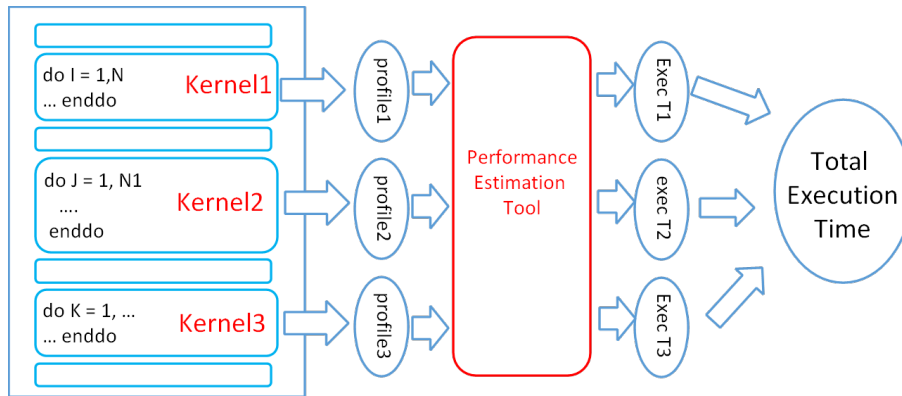 do I = 1,N
... enddo
Kernel1
do J = 1, N1
....
enddo
Kernel2
do K = 1, ...
... enddo
Kernel3
profile1
profile2
profile3
Performance
Estimation
Tool
Exec T1
exec T2
Exec T3
Total
Execution
Time